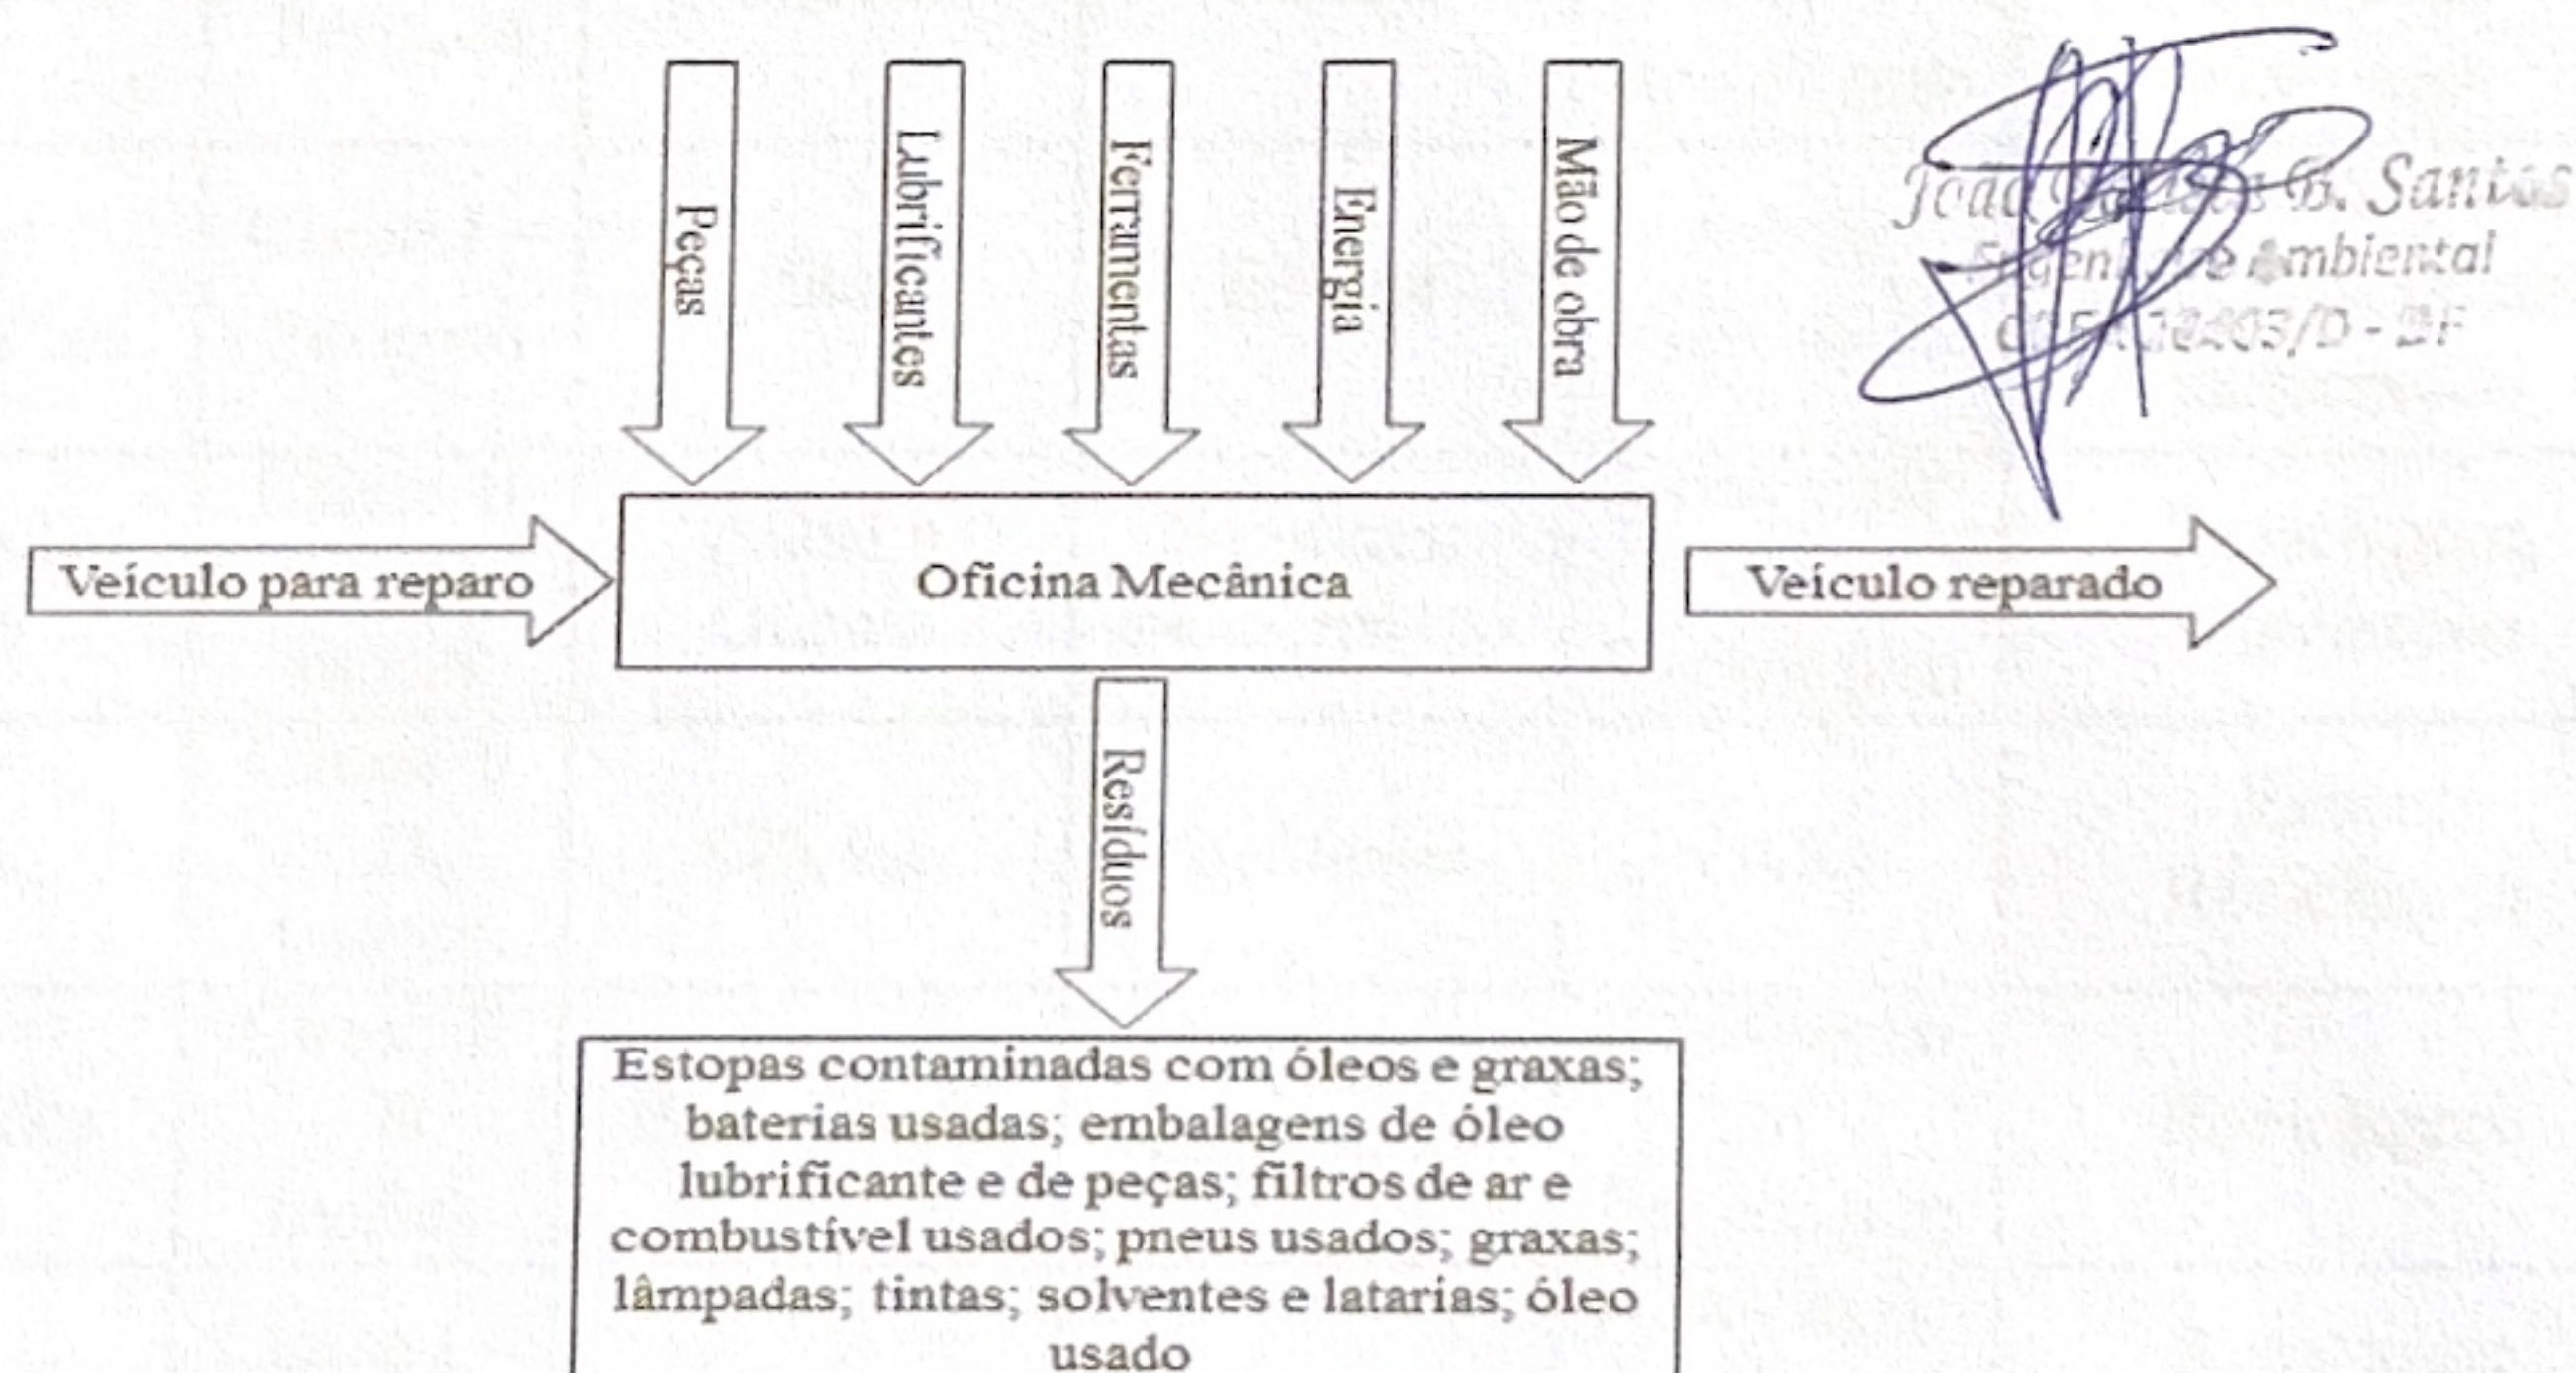 Peças
Lubrificantes
Ferramentas
Energia
Mão de obra
B. Santos
Ambiental
/D - DF
Veículo para reparo
Oficina Mecânica
Veículo reparado
Resíduos
Estopas contaminadas com óleos e graxas;
baterias usadas; embalagens de óleo
lubrificante e de peças; filtros de ar e
combustível usados; pneus usados; graxas;
lâmpadas; tintas; solventes e latarias; óleo
usado